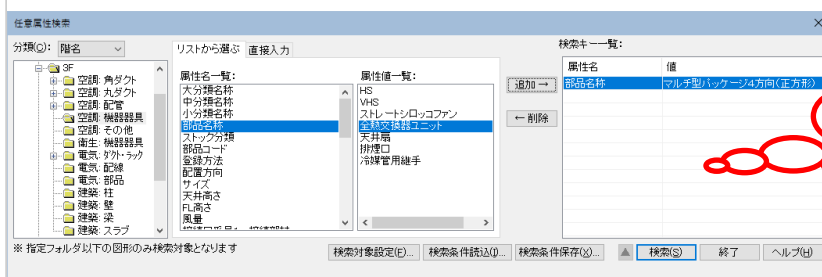 任意属性検索
分類(C): 階名
リストから選ぶ 直接入力
検索キー一覧:
3F
空調: 角ダクト
空調: 丸ダクト
空調: 配管
空調: 機器器具
空調: その他
衛生: 機器器具
電気: ダクト・ラック
電気: 配線
電気: 部品
建築: 柱
建築: 壁
建築: 梁
建築: スラブ
属性名一覧:
大分類名称
中分類名称
小分類名称
部品名称
ストック分類
部品コード
登録方法
配置方向
サイズ
天井高さ
FL高さ
風量
属性値一覧:
HS
VHS
ストレートシロッコファン
全熱交換器ユニット
天井扇
排煙口
冷媒管用継手
追加→
←削除
属性名 値
部品名称 マルチ型パッケージ4方向(正方形)
※ 指定フォルダ以下の図形のみ検索対象となります
検索対象設定(E)... 検索条件読込(I)... 検索条件保存(X)... ▲ 検索(S) 終了 ヘルプ(H)